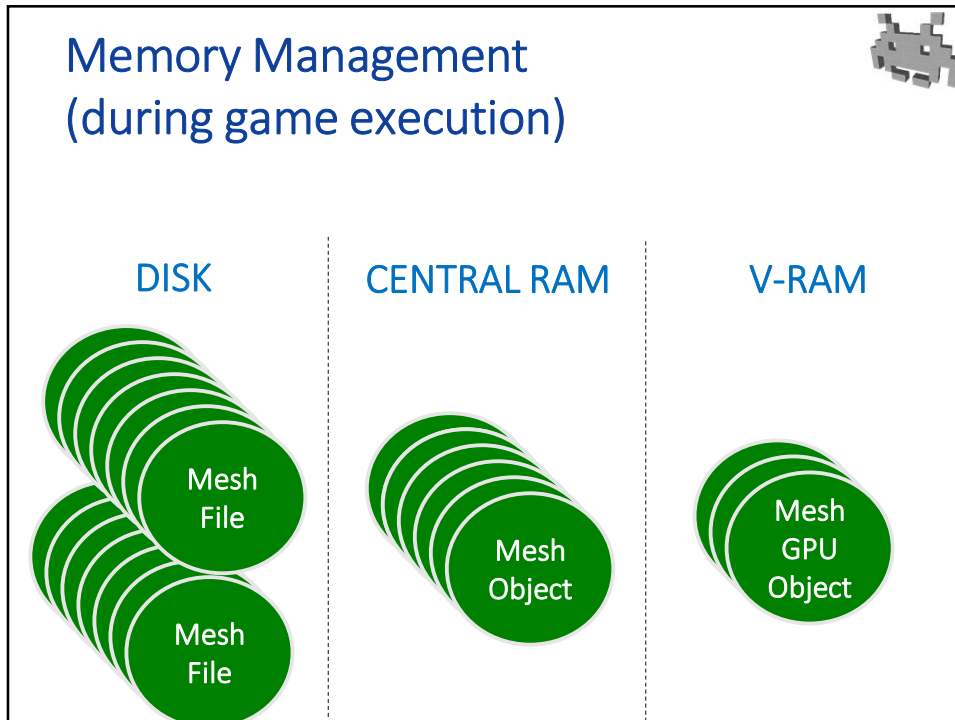 Memory Management
(during game execution)
DISK
CENTRAL RAM
V-RAM
Mesh
File
Mesh
File
Mesh
Object
Mesh
GPU
Object